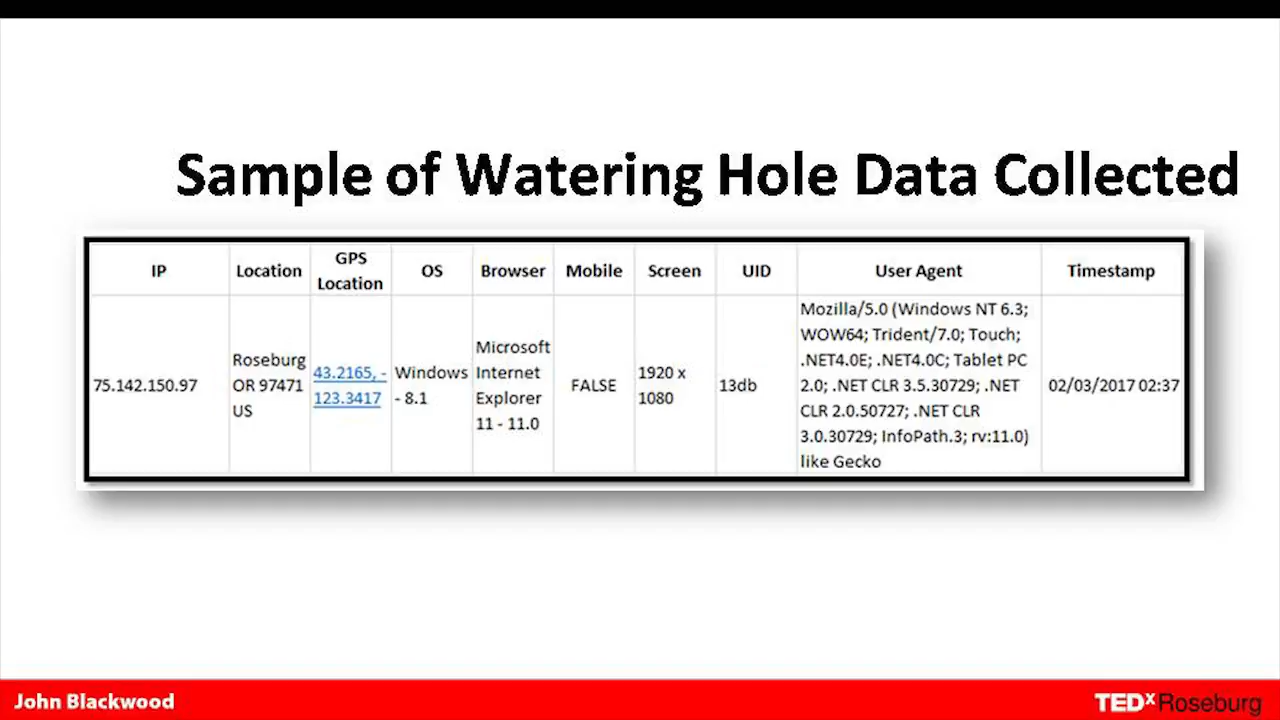 Sample of Watering Hole Data Collected
IP
Location
GPS
Location
OS
Browser
Mobile
Screen
UID
User Agent
Timestamp
75.142.150.97
Roseburg
OR 97471
US
43.2165, -
123.3417
Windows
- 8.1
Microsoft
Internet
Explorer
11 - 11.0
FALSE
1920 x
1080
13db
Mozilla/5.0 (Windows NT 6.3;
WOW64; Trident/7.0; Touch;
.NET4.0E; .NET4.0C; Tablet PC
2.0; .NET CLR 3.5.30729; .NET
CLR 2.0.50727; .NET CLR
3.0.30729; InfoPath.3; rv:11.0)
like Gecko
02/03/2017 02:37
John Blackwood
TEDxRoseburg